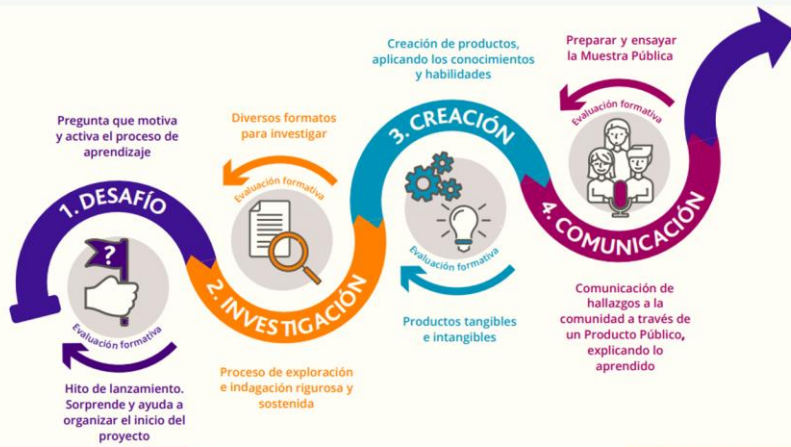 Pregunta que motiva
y activa el proceso de
aprendizaje
1. DESAFÍO
?
Evaluación formativa
Hito de lanzamiento.
Sorprende y ayuda a
organizar el inicio del
proyecto
Diversos formatos
para investigar
Evaluación formativa
2. INVESTIGACIÓN
Proceso de exploración
e indagación rigurosa y
sostenida
Creación de productos,
aplicando los conocimientos
y habilidades
3. CREACIÓN
Evaluación formativa
Productos tangibles
e intangibles
Preparar y ensayar
la Muestra Pública
Evaluación formativa
4. COMUNICACIÓN
Comunicación de
hallazgos a la
comunidad a través de
un Producto Público,
explicando lo
aprendido